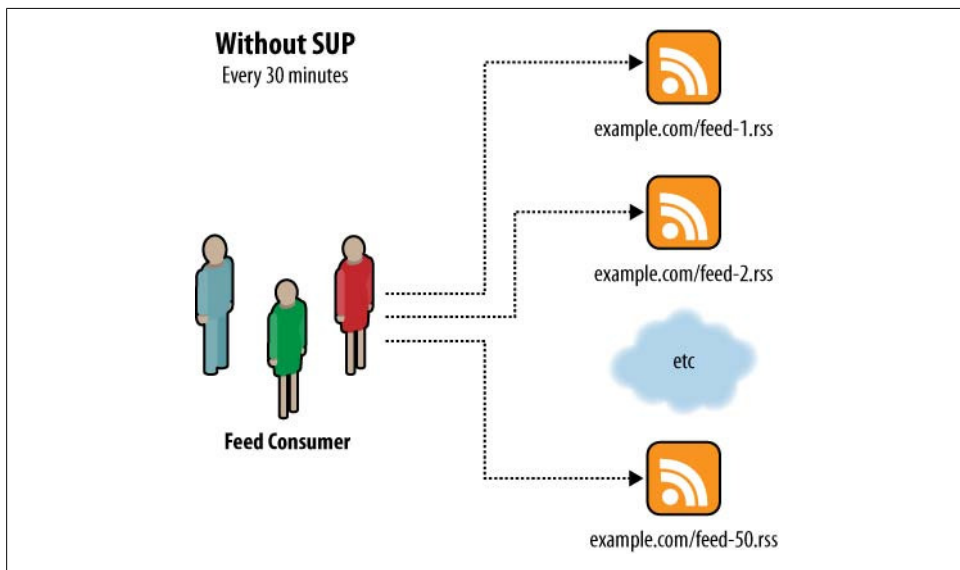 Without SUP
Every 30 minutes
example.com/feed-1.rss
example.com/feed-2.rss
etc
Feed Consumer
example.com/feed-50.rss